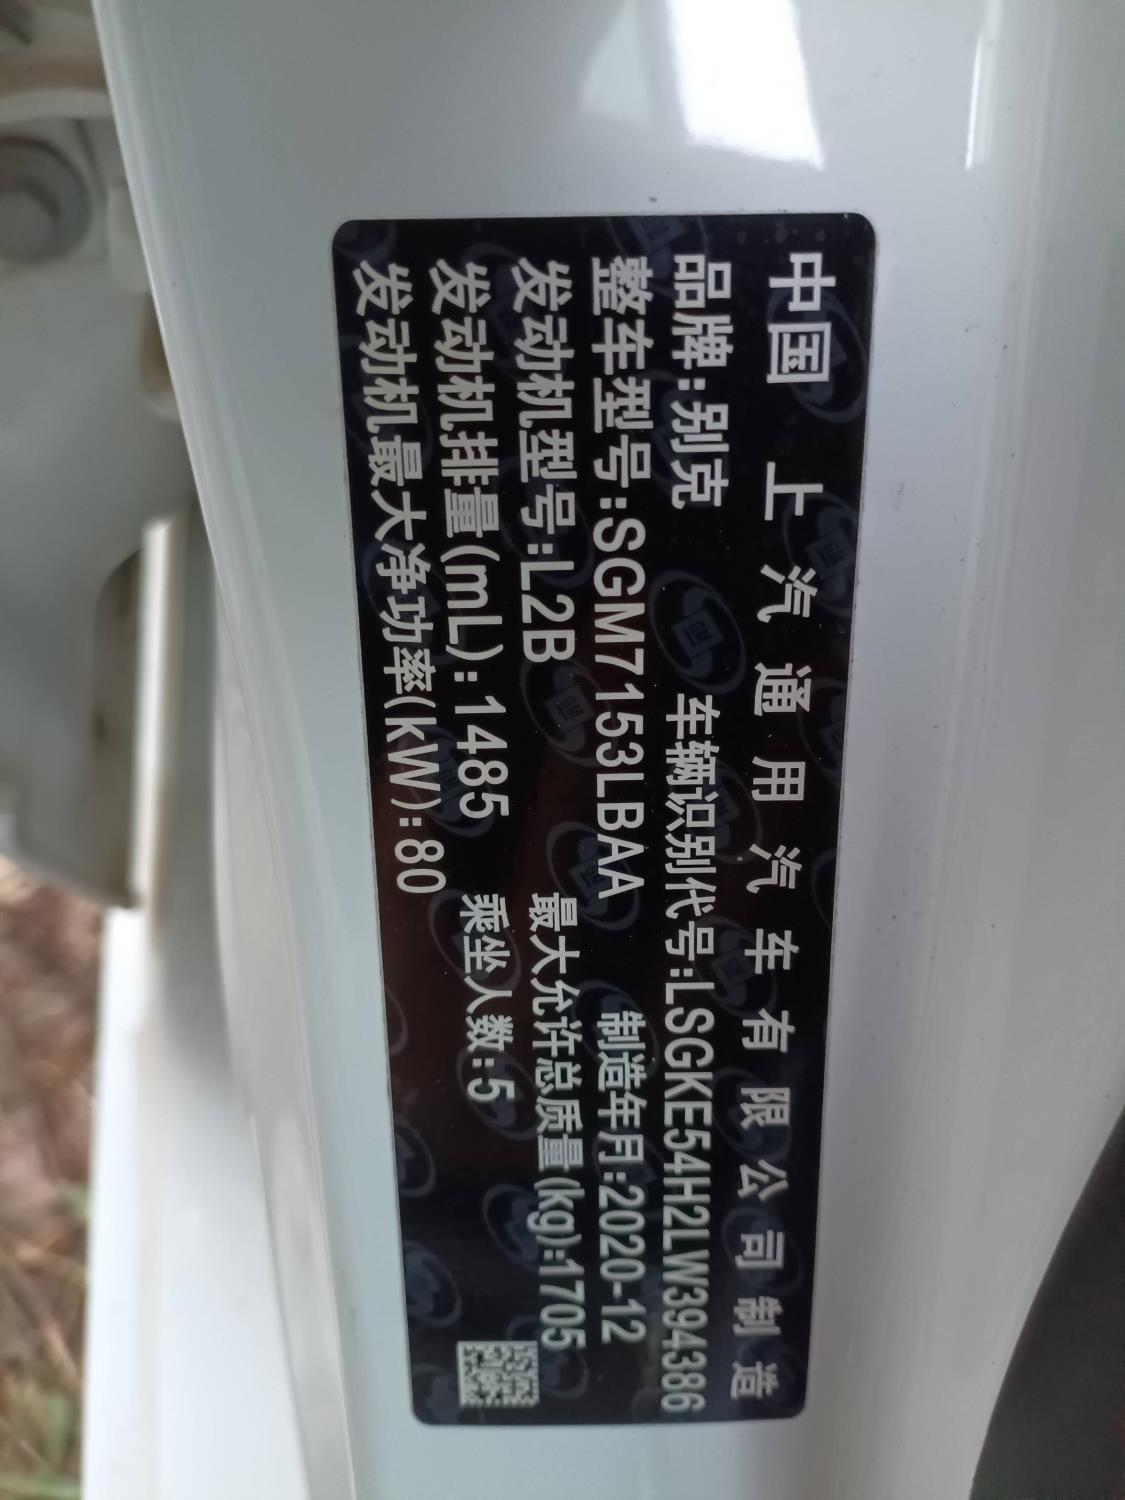 中国 上汽通用汽车有限公司制造
品牌:别克 车辆识别代号:LSGKE54H2LW394386
整车型号:SGM7153LBAA 制造年月:2020-12
发动机型号:L2B 最大允许总质量(kg):1705
发动机排量(mL):1485 乘坐人数:5
发动机最大净功率(kW):80